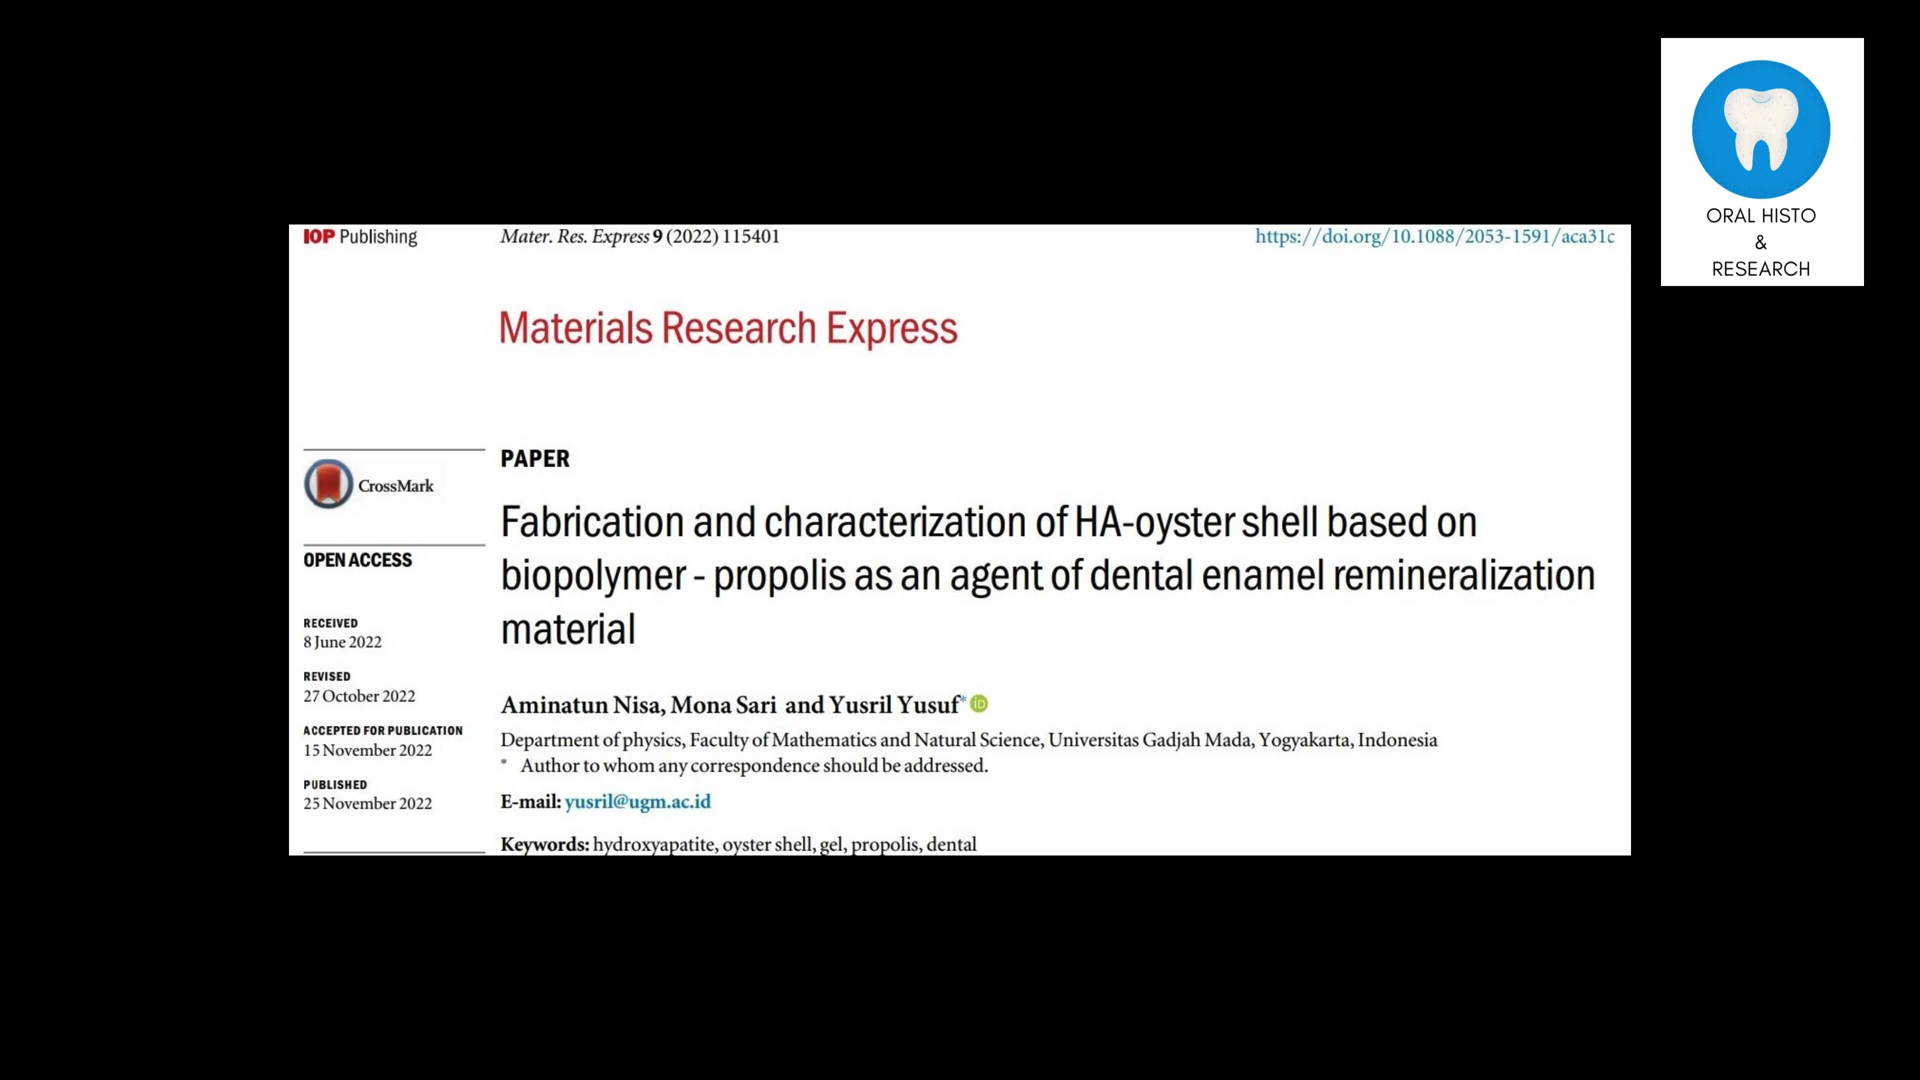 IOP Publishing
Mater. Res. Express 9 (2022) 115401
https://doi.org/10.1088/2053-1591/aca31c
Materials Research Express
CrossMark
OPEN ACCESS
RECEIVED
8 June 2022
REVISED
27 October 2022
ACCEPTED FOR PUBLICATION
15 November 2022
PUBLISHED
25 November 2022
PAPER
Fabrication and characterization of HA-oyster shell based on
biopolymer - propolis as an agent of dental enamel remineralization
material
Aminatun Nisa, Mona Sari and Yusril Yusuf* iD
Department of physics, Faculty of Mathematics and Natural Science, Universitas Gadjah Mada, Yogyakarta, Indonesia
* Author to whom any correspondence should be addressed.
E-mail: yusril@ugm.ac.id
Keywords: hydroxyapatite, oyster shell, gel, propolis, dental
ORAL HISTO
&
RESEARCH